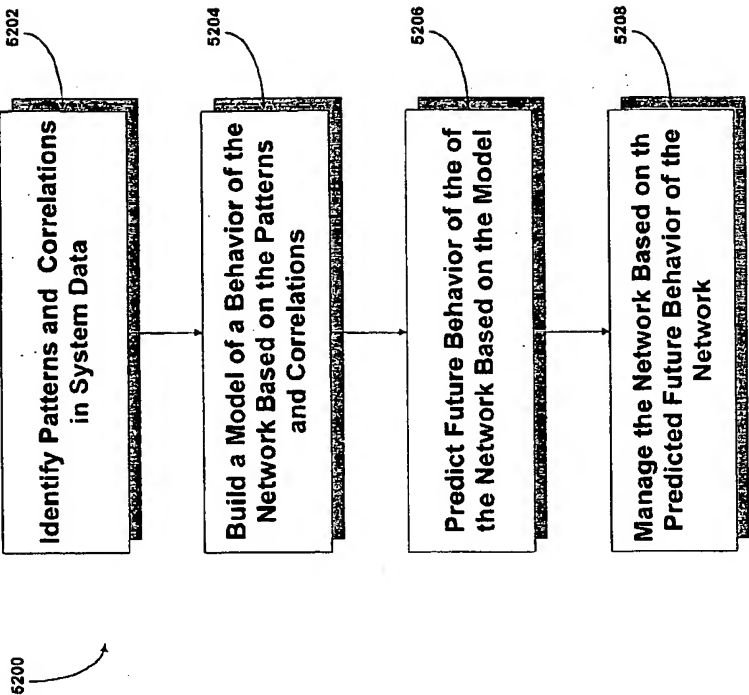 5200
5202
Identify Patterns and Correlations
in System Data
5204
Build a Model of a Behavior of the
Network Based on the Patterns
and Correlations
5206
Predict Future Behavior of the of
the Network Based on the Model
5208
Manage the Network Based on th
Predicted Future Behavior of the
Network